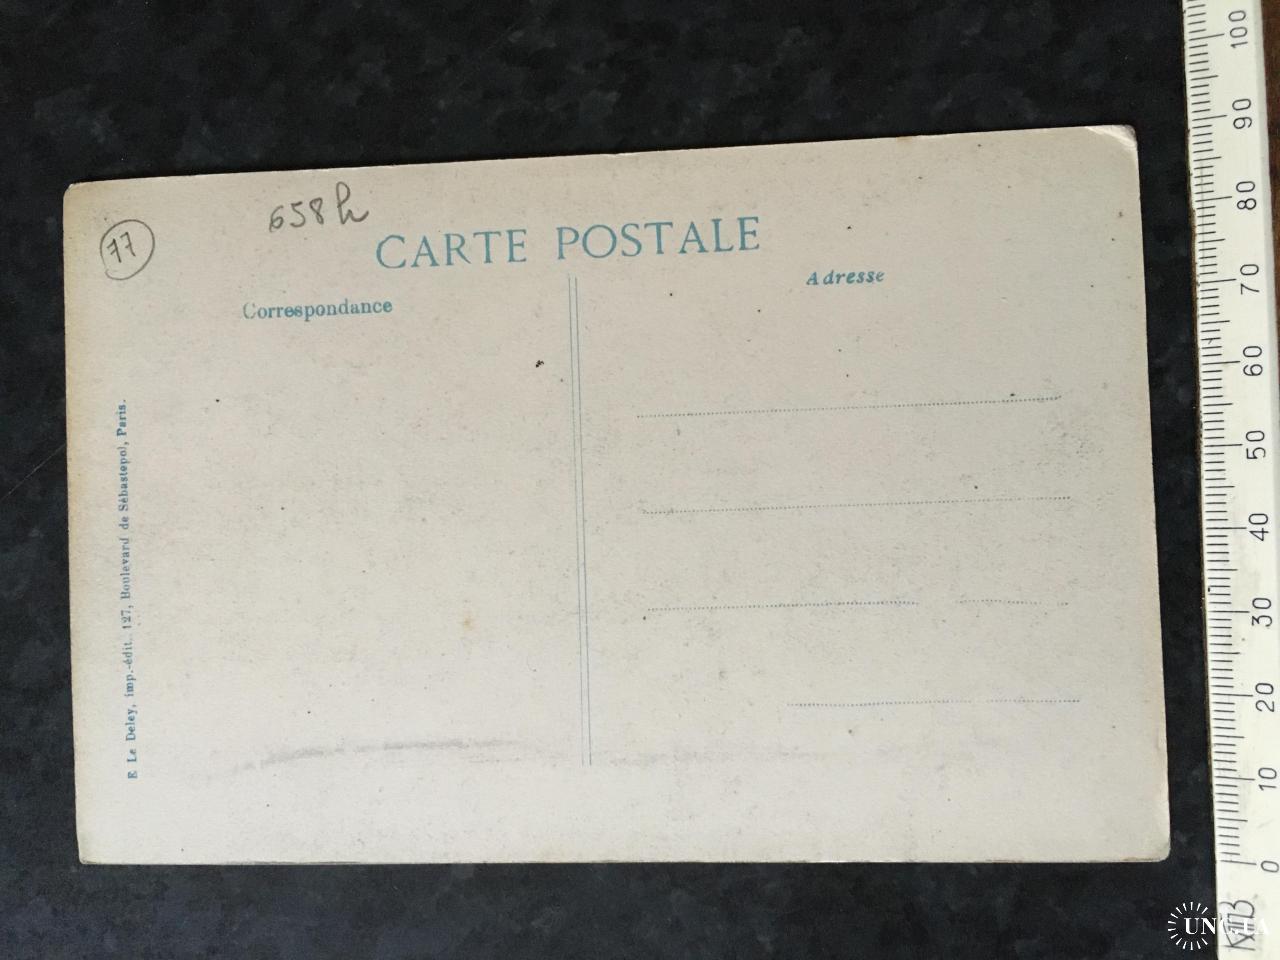 77
658h
CARTE POSTALE
Correspondance
Adresse
E Le Deley, imp.-édit., 127, Boulevard de Sébastopol, Paris.
100
90
80
70
60
50
40
30
20
10
0
UNC.UA